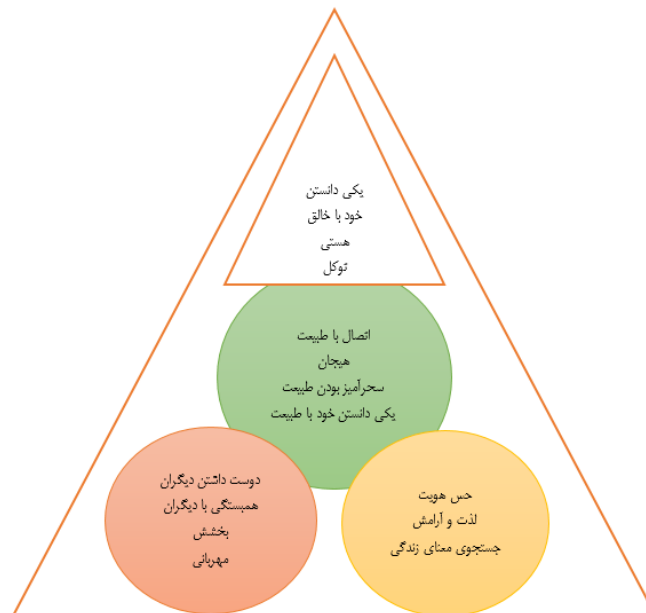 یکی دانستن
خود با خالق
هستی
توکل
اتصال با طبیعت
هیجان
سحرآمیز بودن طبیعت
یکی دانستن خود با طبیعت
حس هویت
لذت و آرامش
جستجوی معنای زندگی
دوست داشتن دیگران
همبستگی با دیگران
بخشش
مهربانی